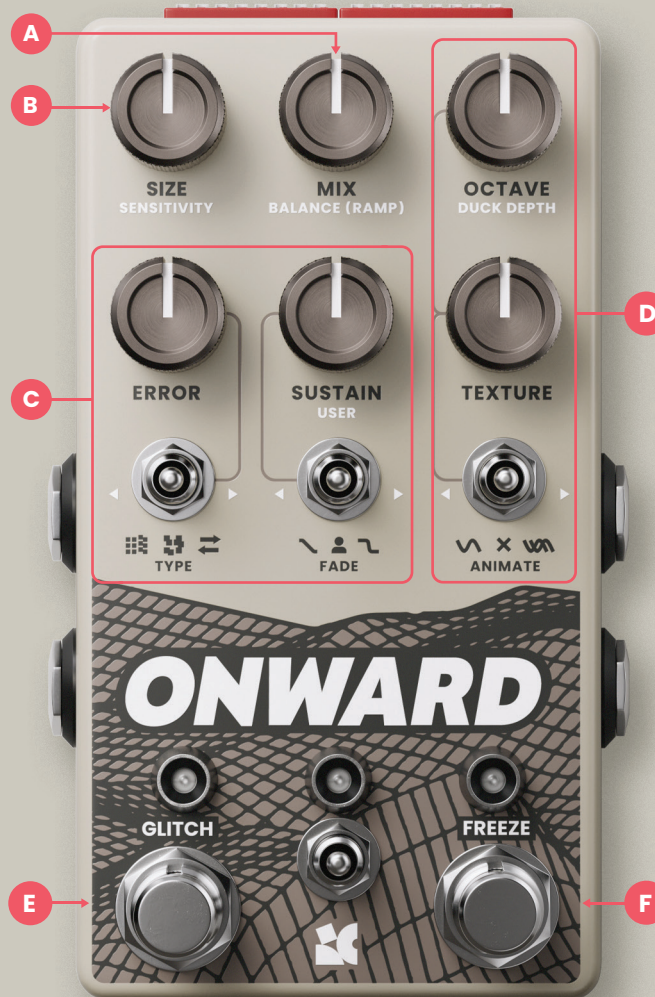 A
B
SIZE
SENSITIVITY
MIX
BALANCE (RAMP)
OCTAVE
DUCK DEPTH
D
C
ERROR
SUSTAIN
USER
TEXTURE
TYPE
FADE
ANIMATE
ONWARD
GLITCH
FREEZE
E
F